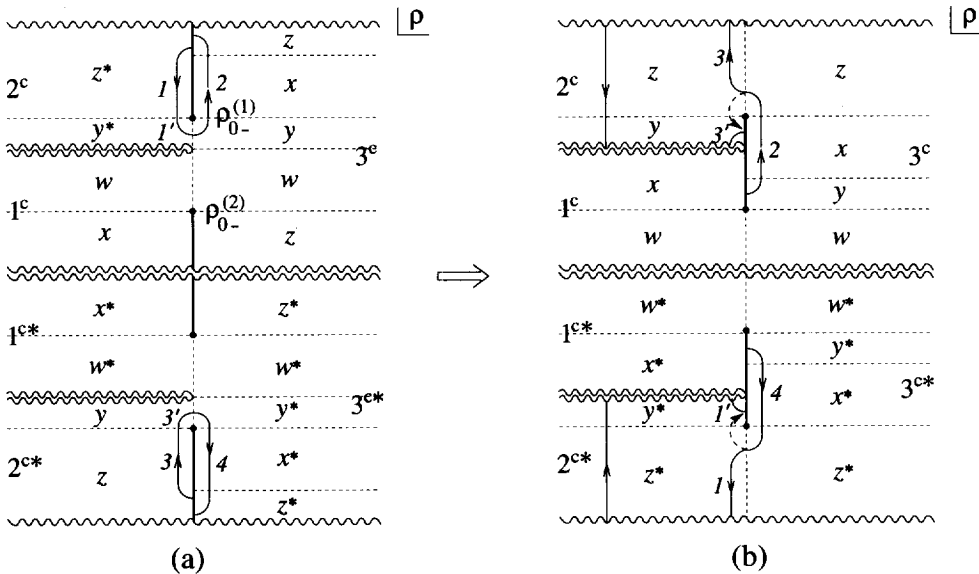 ρ
z
z*
x
2ᶜ
1
2
ρ₀₋⁽¹⁾
y*
1′
y
3ᶜ
w
w
1ᶜ
ρ₀₋⁽²⁾
x
z
x*
z*
1ᶜ*
w*
w*
3ᶜ*
y
3′
y*
3
4
x*
2ᶜ*
z
z*
(a)
ρ
3
z
z
2ᶜ
y
3′
2
x
3ᶜ
x
y
1ᶜ
w
w
w*
w*
1ᶜ*
y*
x*
4
x*
3ᶜ*
y*
1′
2ᶜ*
z*
1
z*
(b)